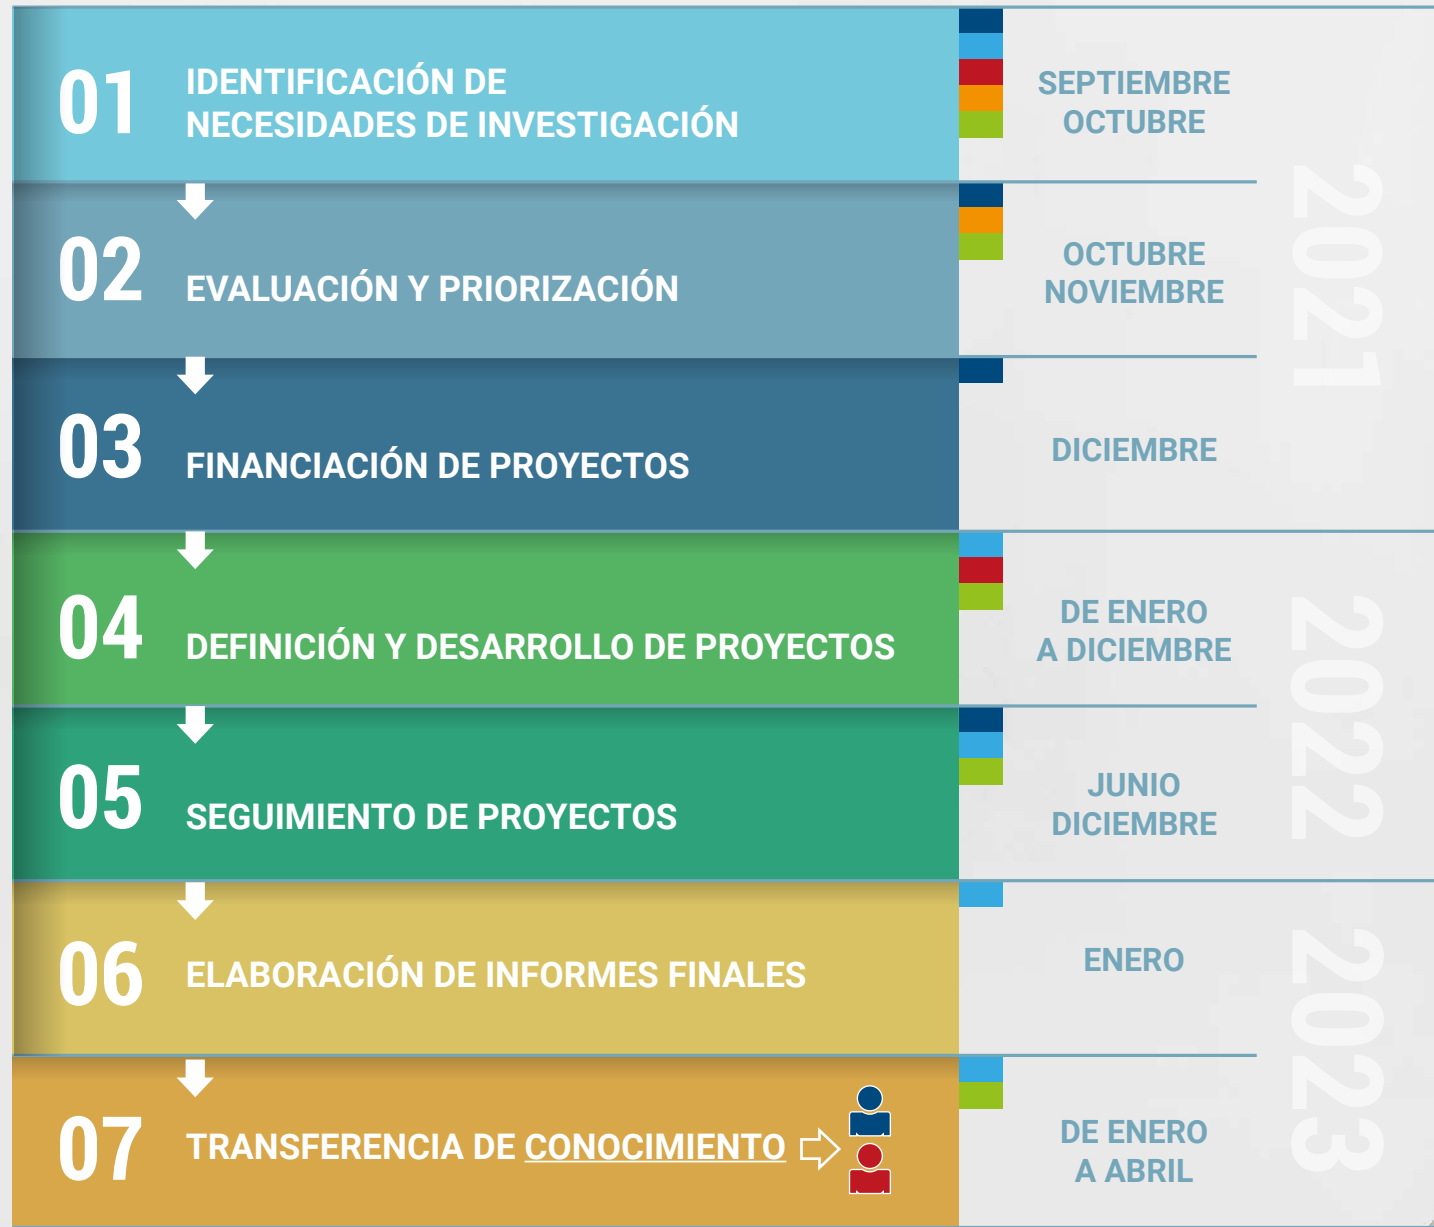 01
IDENTIFICACIÓN DE
NECESIDADES DE INVESTIGACIÓN
SEPTIEMBRE
OCTUBRE
2021
02
EVALUACIÓN Y PRIORIZACIÓN
OCTUBRE
NOVIEMBRE
03
FINANCIACIÓN DE PROYECTOS
DICIEMBRE
04
DEFINICIÓN Y DESARROLLO DE PROYECTOS
DE ENERO
A DICIEMBRE
2022
05
SEGUIMIENTO DE PROYECTOS
JUNIO
DICIEMBRE
06
ELABORACIÓN DE INFORMES FINALES
ENERO
2023
07
TRANSFERENCIA DE CONOCIMIENTO
DE ENERO
A ABRIL